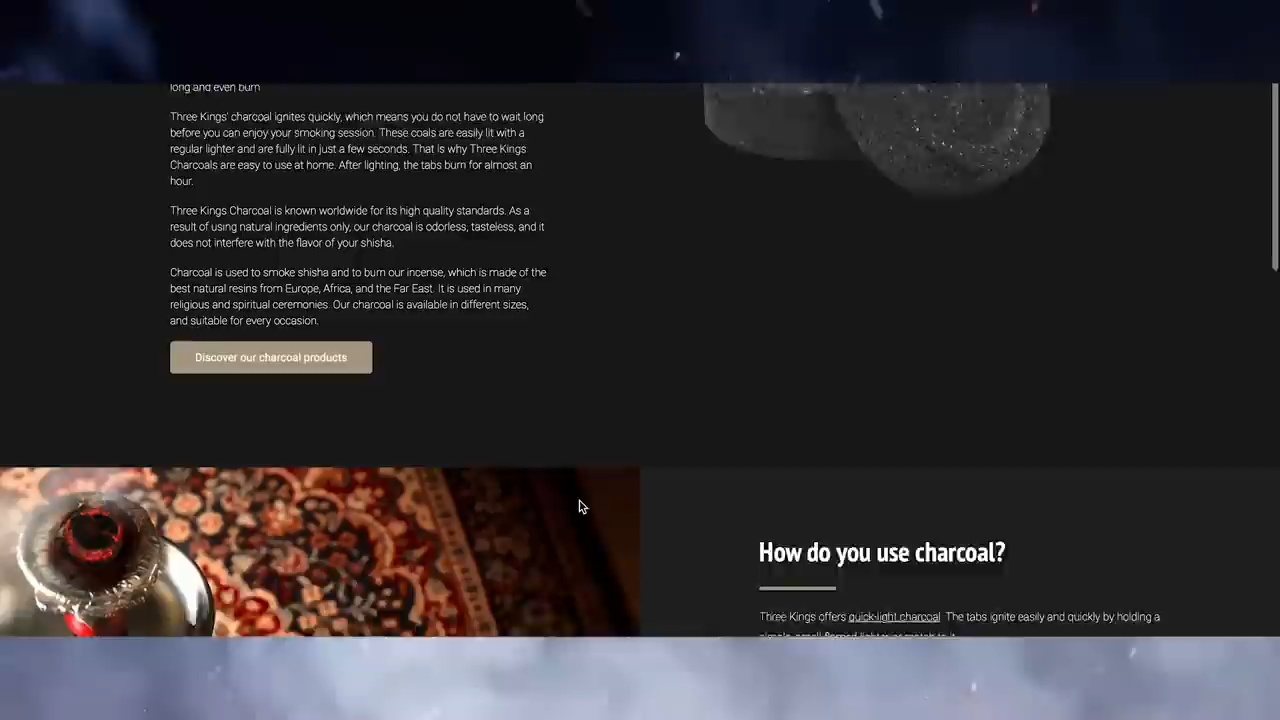 long and even burn
Three Kings' charcoal ignites quickly, which means you do not have to wait long
before you can enjoy your smoking session. These coals are easily lit with a
regular lighter and are fully lit in just a few seconds. That is why Three Kings
Charcoals are easy to use at home. After lighting, the tabs burn for almost an
hour.
Three Kings Charcoal is known worldwide for its high quality standards. As a
result of using natural ingredients only, our charcoal is odorless, tasteless, and it
does not interfere with the flavor of your shisha.
Charcoal is used to smoke shisha and to burn our incense, which is made of the
best natural resins from Europe, Africa, and the Far East. It is used in many
religious and spiritual ceremonies. Our charcoal is available in different sizes,
and suitable for every occasion.
Discover our charcoal products
How do you use charcoal?
Three Kings offers quick-light charcoal. The tabs ignite easily and quickly by holding a